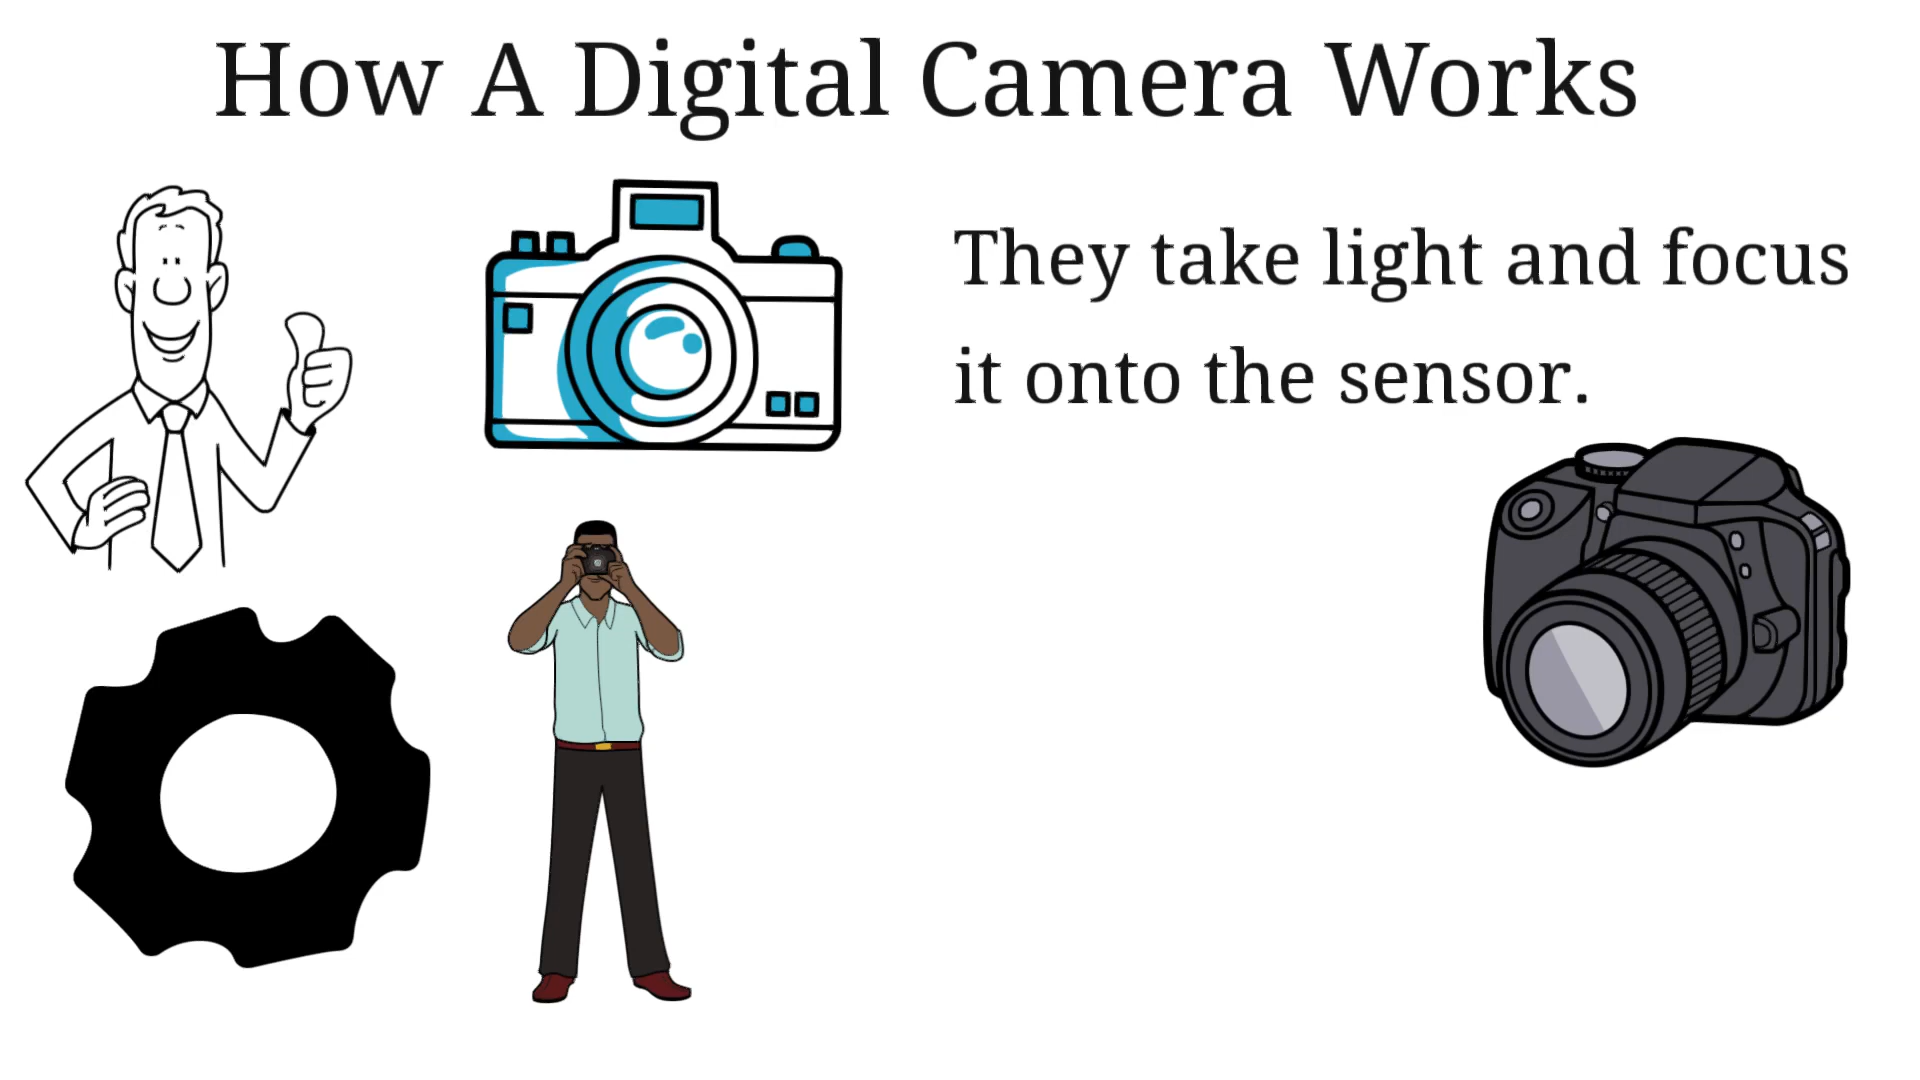 How A Digital Camera Works
They take light and focus
it onto the sensor.